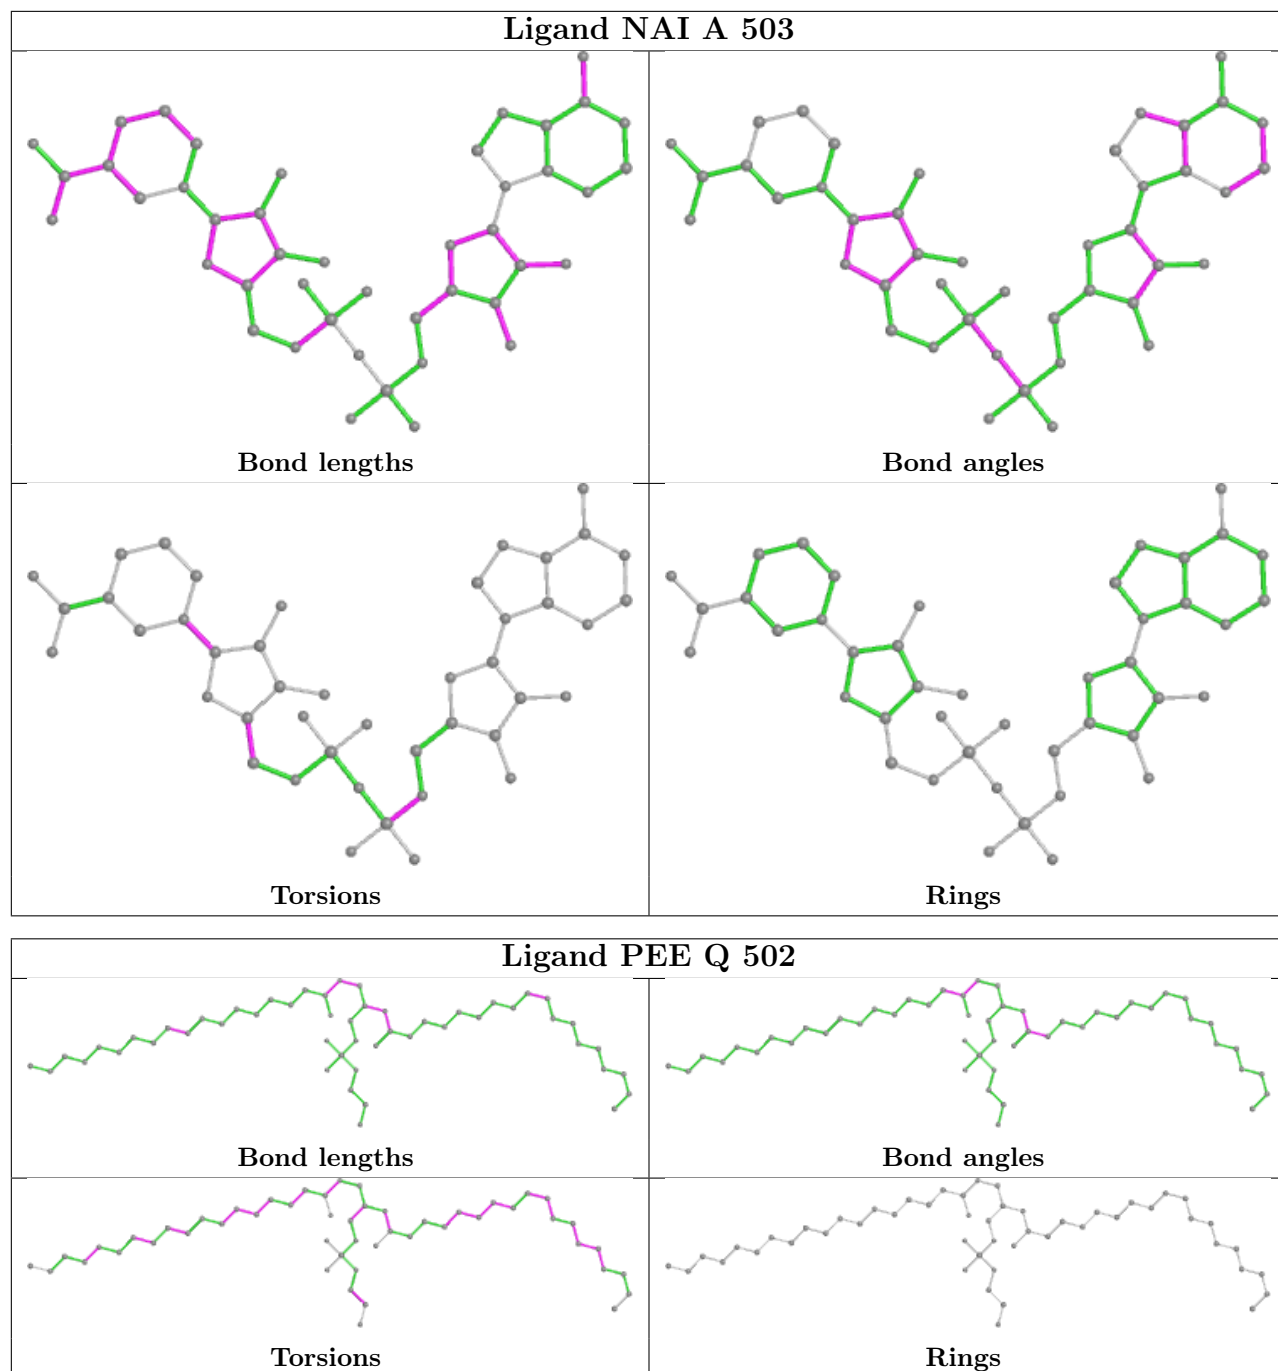 Ligand NAI A 503
Bond lengths
Bond angles
Torsions
Rings
Ligand PEE Q 502
Bond lengths
Bond angles
Torsions
Rings